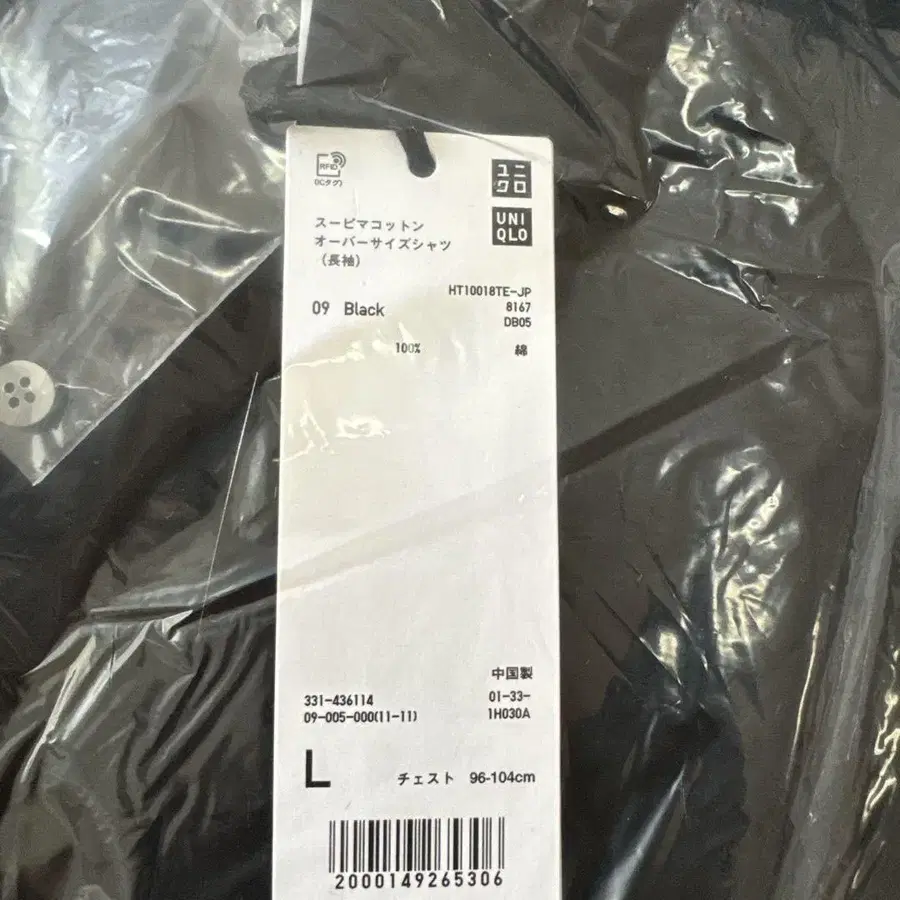 RFID
(ICタグ)
ユニ
クロ
UNI
QLO
スーピマコットン
オーバーサイズシャツ
（長袖）
HT10018TE-JP
09 Black
8167
DB05
100% 綿
中国製
331-436114 01-33-
09-005-000(11-11) 1H030A
L チェスト 96-104cm
2000149265306